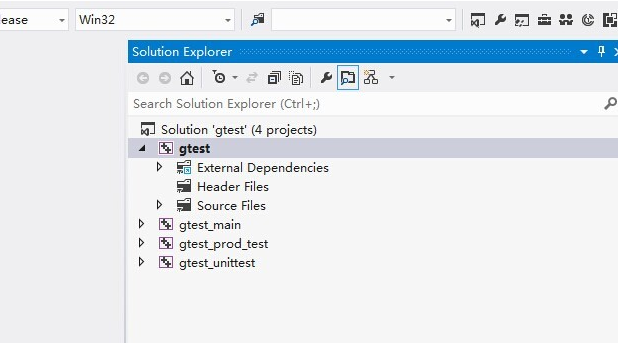 lease Win32
Solution Explorer
Search Solution Explorer (Ctrl+;)
Solution 'gtest' (4 projects)
gtest
External Dependencies
Header Files
Source Files
gtest_main
gtest_prod_test
gtest_unittest